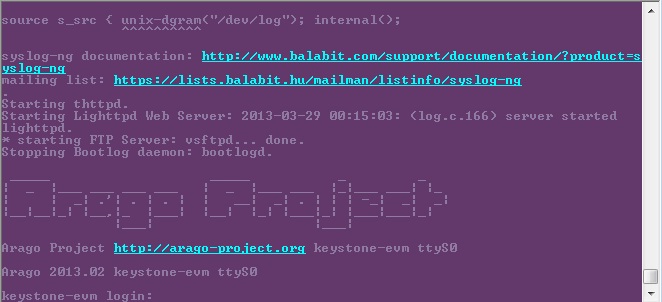 source s_src { unix-dgram("/dev/log"); internal();
^^^^^^^^^^
syslog-ng documentation: http://www.balabit.com/support/documentation/?product=s
yslog-ng
mailing list: https://lists.balabit.hu/mailman/listinfo/syslog-ng
.
Starting thttpd.
Starting Lighttpd Web Server: 2013-03-29 00:15:03: (log.c.166) server started
lighttpd.
* starting FTP Server: vsftpd... done.
Stopping Bootlog daemon: bootlogd.
Arago Project
Arago Project http://arago-project.org keystone-evm ttyS0
Arago 2013.02 keystone-evm ttyS0
keystone-evm login: